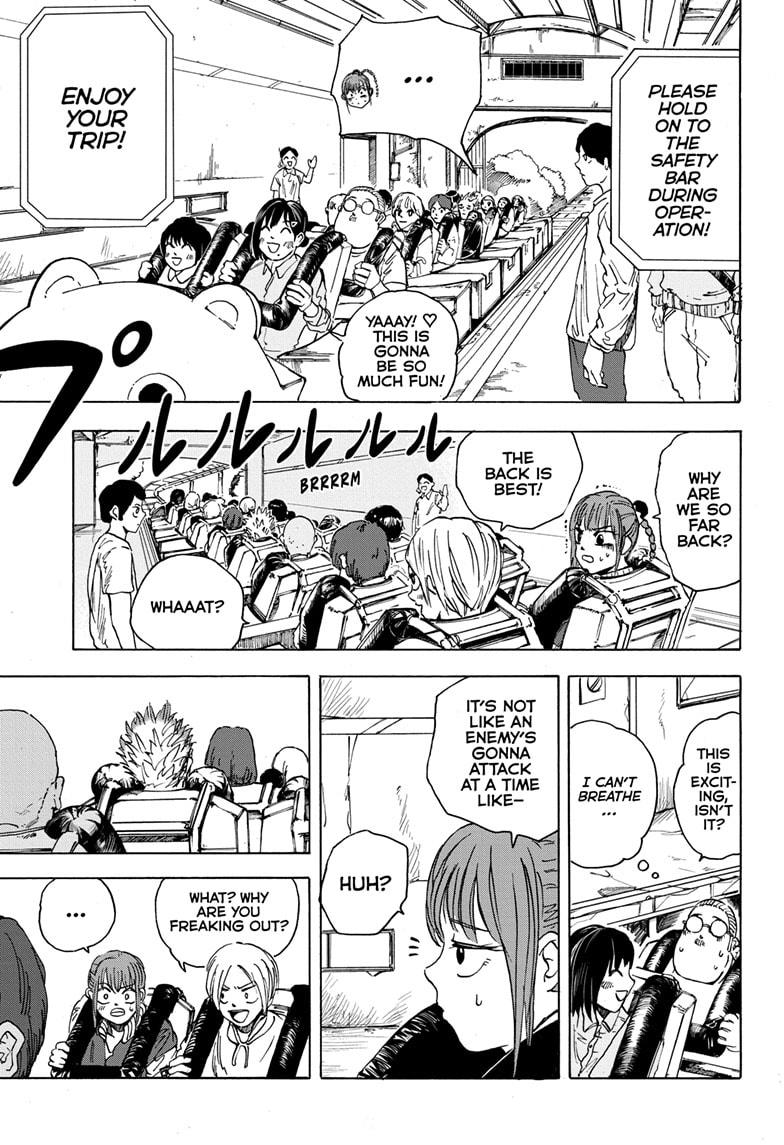 PLEASE
HOLD
ON TO
THE
SAFETY
BAR
DURING
OPER-
ATION!
...
ENJOY
YOUR
TRIP!
YAAAY! ♡
THIS IS
GONNA
BE SO
MUCH FUN!
プルルルルル
BRRRRM
WHY
ARE
WE SO
FAR
BACK?
THE
BACK IS
BEST!
WHAAAT?
THIS
IS
EXCIT-
ING,
ISN'T
IT?
I CAN'T
BREATHE
...
IT'S NOT
LIKE AN
ENEMY'S
GONNA
ATTACK
AT A TIME
LIKE–
HUH?
WHAT? WHY
ARE YOU
FREAKING OUT?
...